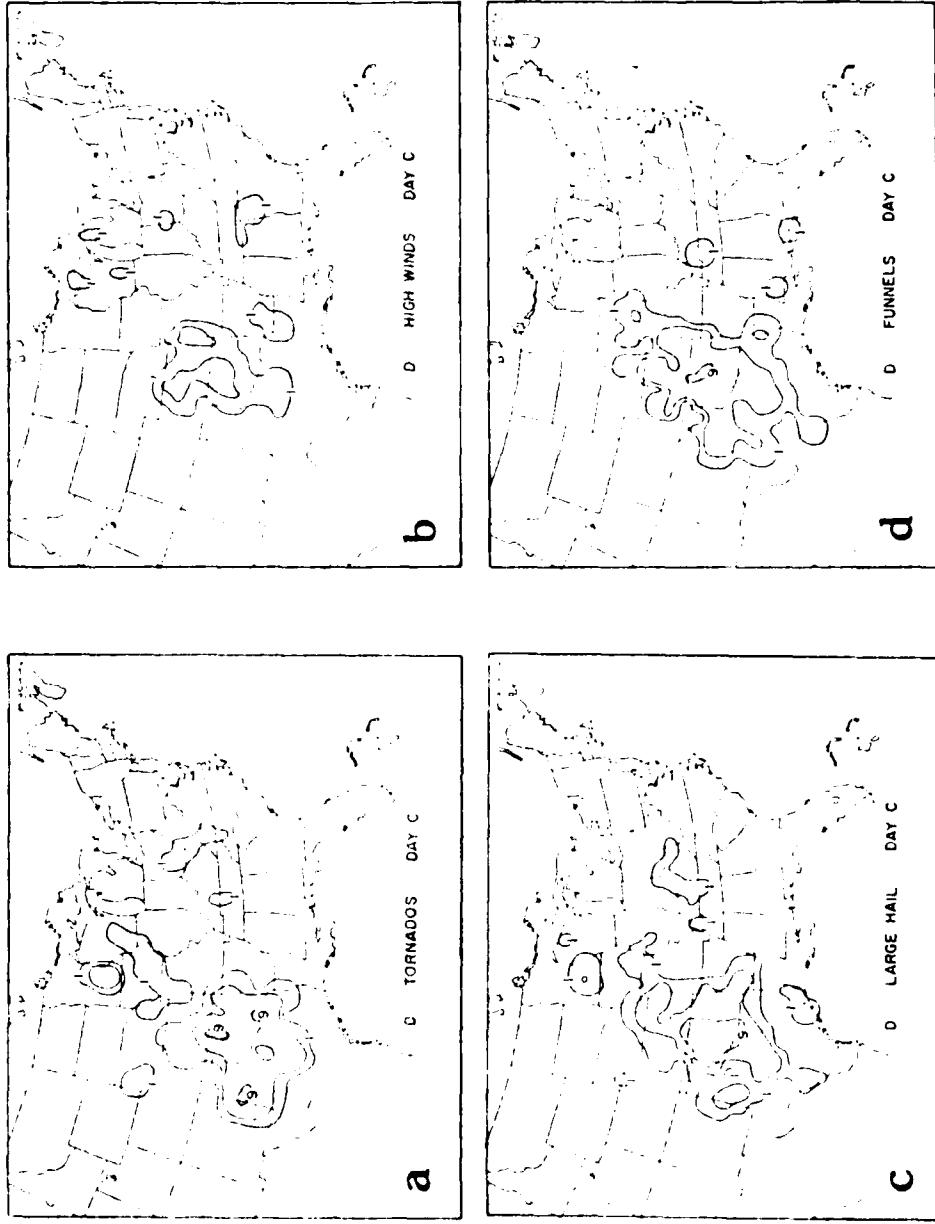 a
D TORNADOS DAY C
b
D HIGH WINDS DAY C
c
D LARGE HAIL DAY C
d
D FUNNELS DAY C